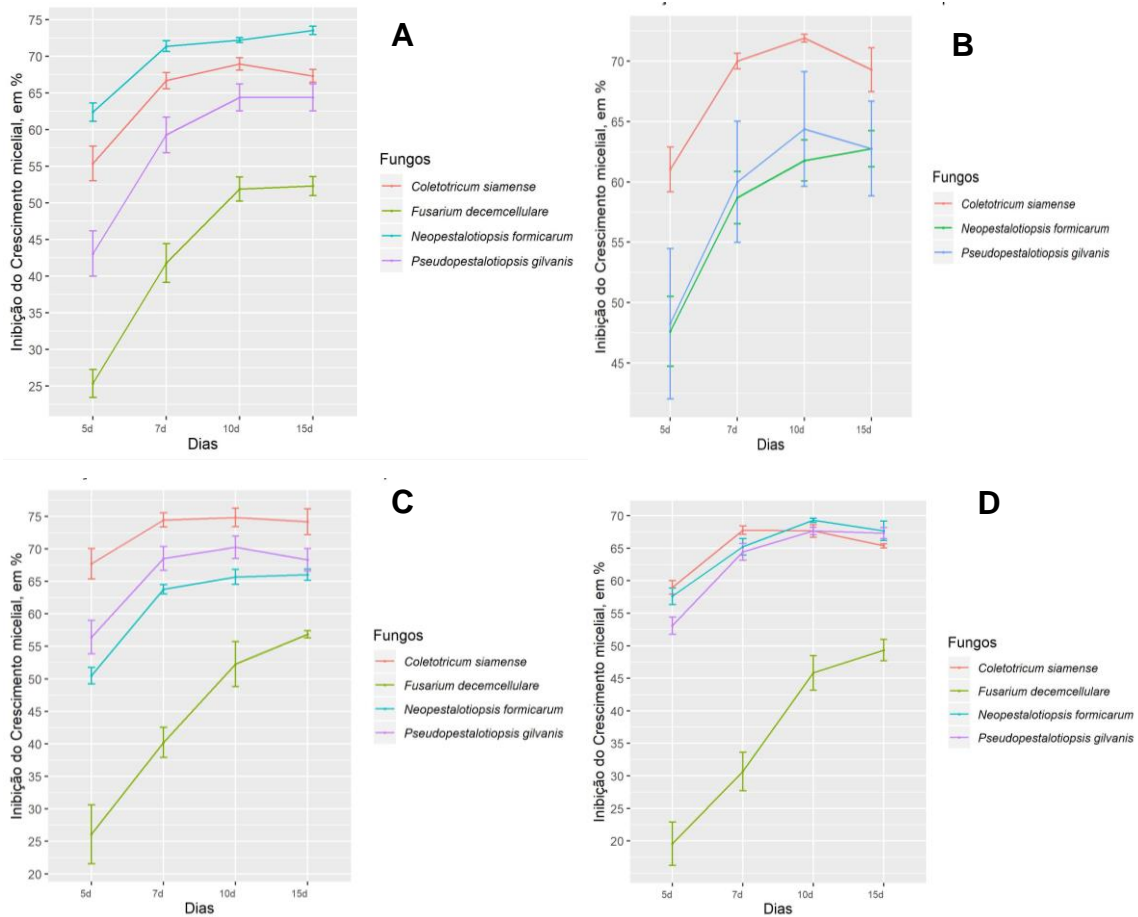 A
Inibição do Crescimento micelial, em %
75
70
65
60
55
50
45
40
35
30
25
5d
7d
10d
15d
Dias
Fungos
Coletotricum siamense
Fusarium decemcellulare
Neopestalotiopsis formicarum
Pseudopestalotiopsis gilvanis
B
Inibição do Crescimento micelial, em %
70
65
60
55
50
45
5d
7d
10d
15d
Dias
Fungos
Coletotricum siamense
Neopestalotiopsis formicarum
Pseudopestalotiopsis gilvanis
C
Inibição do Crescimento micelial, em %
75
70
65
60
55
50
45
40
35
30
25
20
5d
7d
10d
15d
Dias
Fungos
Coletotricum siamense
Fusarium decemcellulare
Neopestalotiopsis formicarum
Pseudopestalotiopsis gilvanis
D
Inibição do Crescimento micelial, em %
70
65
60
55
50
45
40
35
30
25
20
5d
7d
10d
15d
Dias
Fungos
Coletotricum siamense
Fusarium decemcellulare
Neopestalotiopsis formicarum
Pseudopestalotiopsis gilvanis